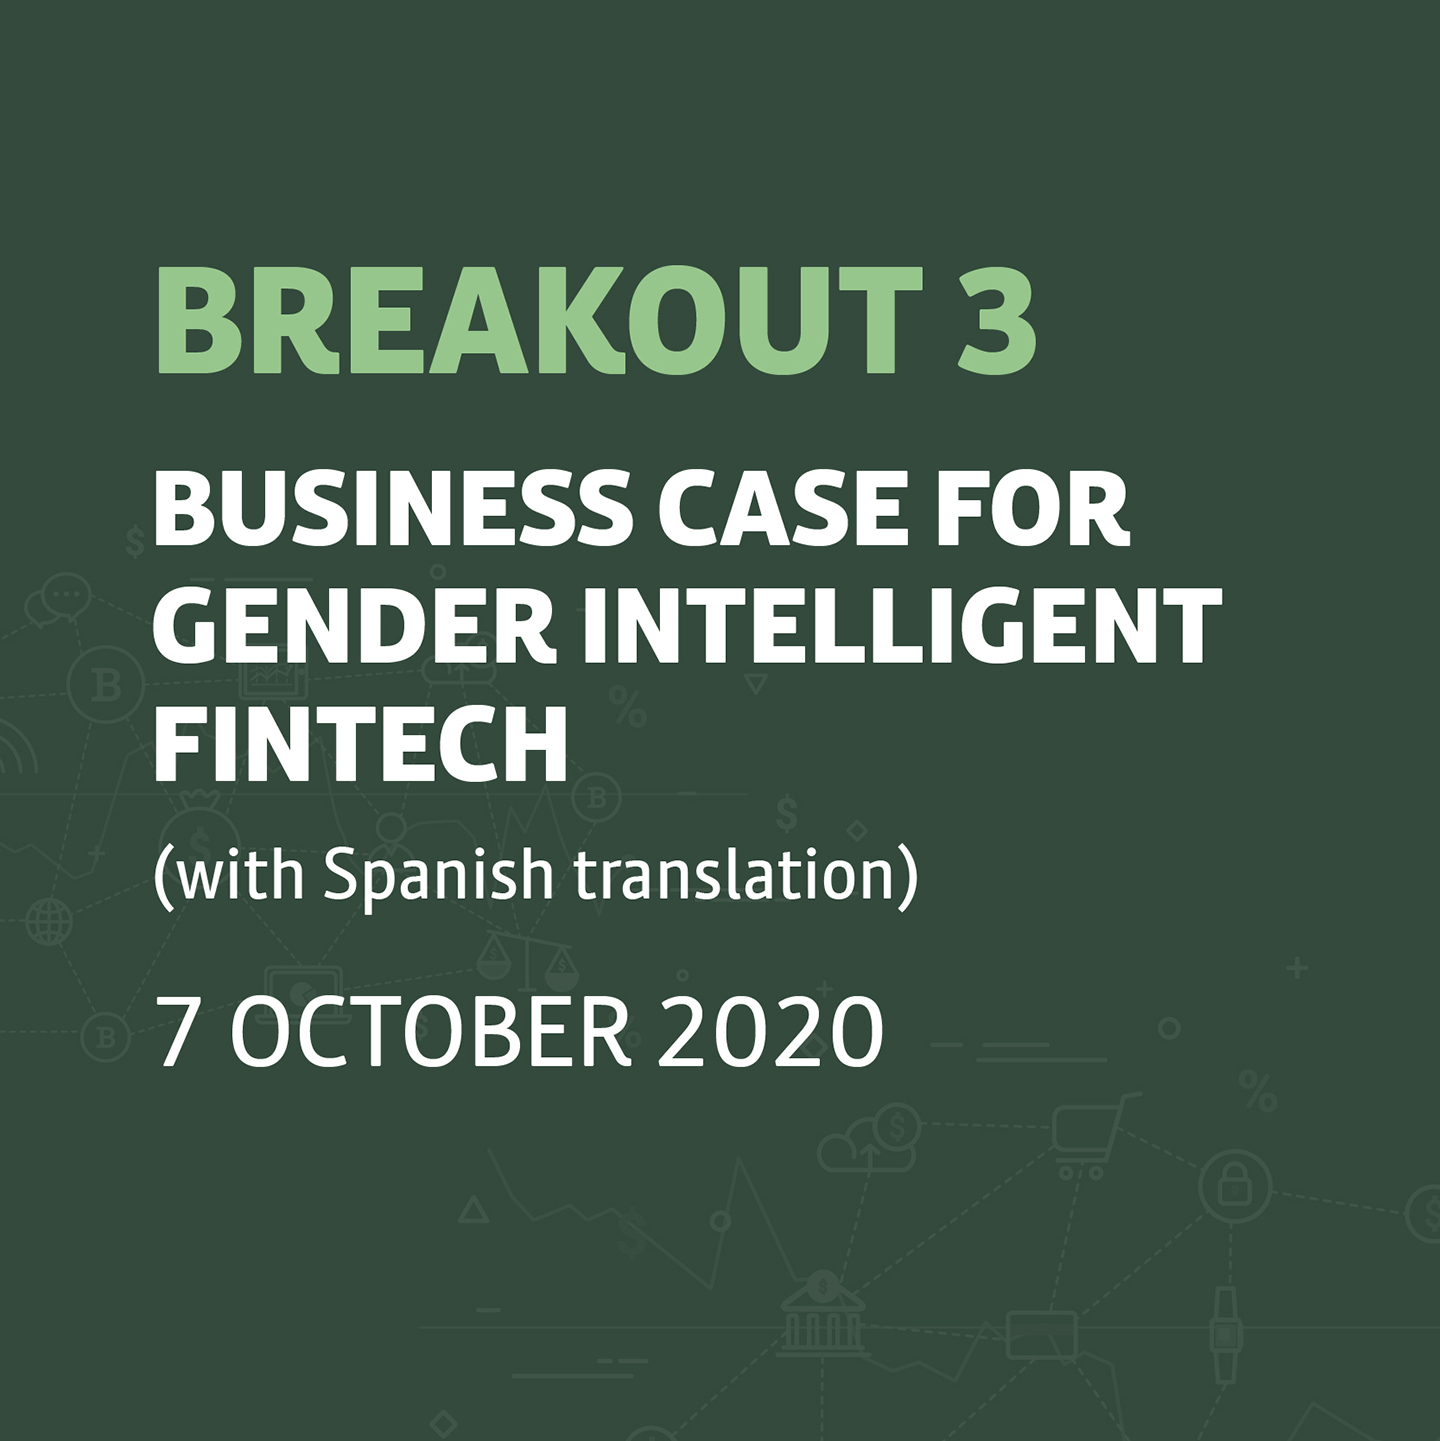 BREAKOUT 3
BUSINESS CASE FOR
GENDER INTELLIGENT
FINTECH
(with Spanish translation)
7 OCTOBER 2020